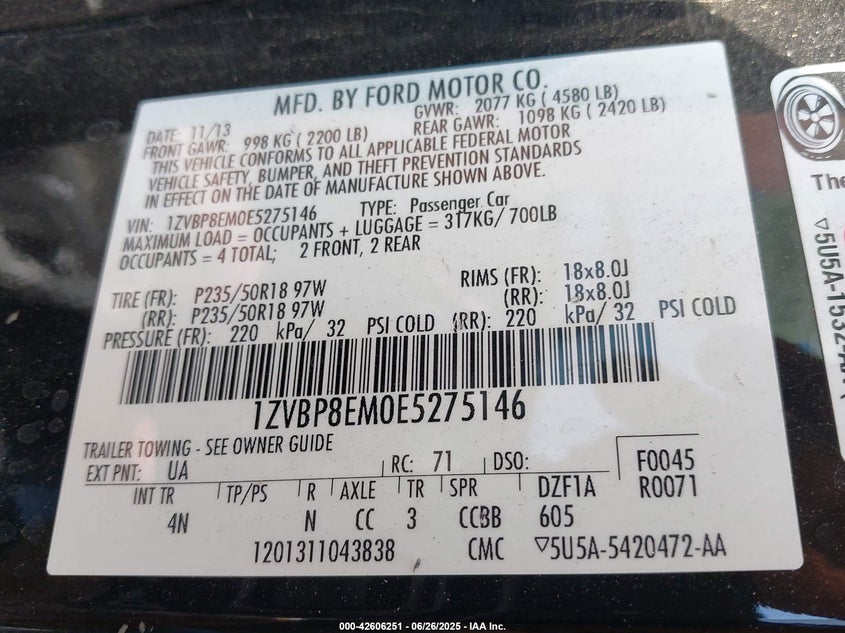 MFD. BY FORD MOTOR CO.
DATE: 11/13 GVWR: 2077 KG ( 4580 LB)
FRONT GAWR: 998 KG ( 2200 LB) REAR GAWR: 1098 KG ( 2420 LB)
THIS VEHICLE CONFORMS TO ALL APPLICABLE FEDERAL MOTOR
VEHICLE SAFETY, BUMPER, AND THEFT PREVENTION STANDARDS
IN EFFECT ON THE DATE OF MANUFACTURE SHOWN ABOVE.
VIN: 1ZVBP8EM0E5275146 TYPE: Passenger Car
MAXIMUM LOAD = OCCUPANTS + LUGGAGE = 317KG/ 700LB
OCCUPANTS = 4 TOTAL; 2 FRONT, 2 REAR
TIRE (FR): P235/50R18 97W RIMS (FR): 18x8.0J
(RR): P235/50R18 97W (RR): 18x8.0J
PRESSURE (FR): 220 kPa/ 32 PSI COLD (RR): 220 kPa/ 32 PSI COLD
1ZVBP8EM0E5275146
TRAILER TOWING - SEE OWNER GUIDE
EXT PNT: UA RC: 71 DSO: F0045
INT TR TP/PS R AXLE TR SPR DZF1A R0071
4N N CC 3 CCBB 605
1201311043838 CMC ▽5U5A-5420472-AA
The
▽5U5A-1532
000-42606251 - 06/26/2025 - IAA Inc.